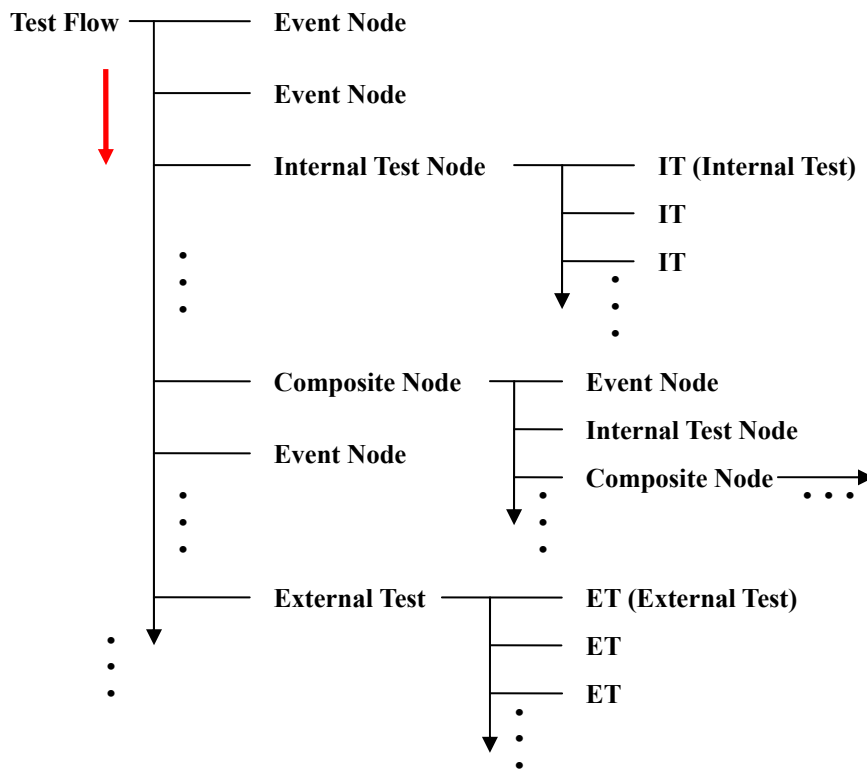 Test Flow
Event Node
Event Node
Internal Test Node
IT (Internal Test)
IT
IT
Composite Node
Event Node
Internal Test Node
Event Node
Composite Node
External Test
ET (External Test)
ET
ET